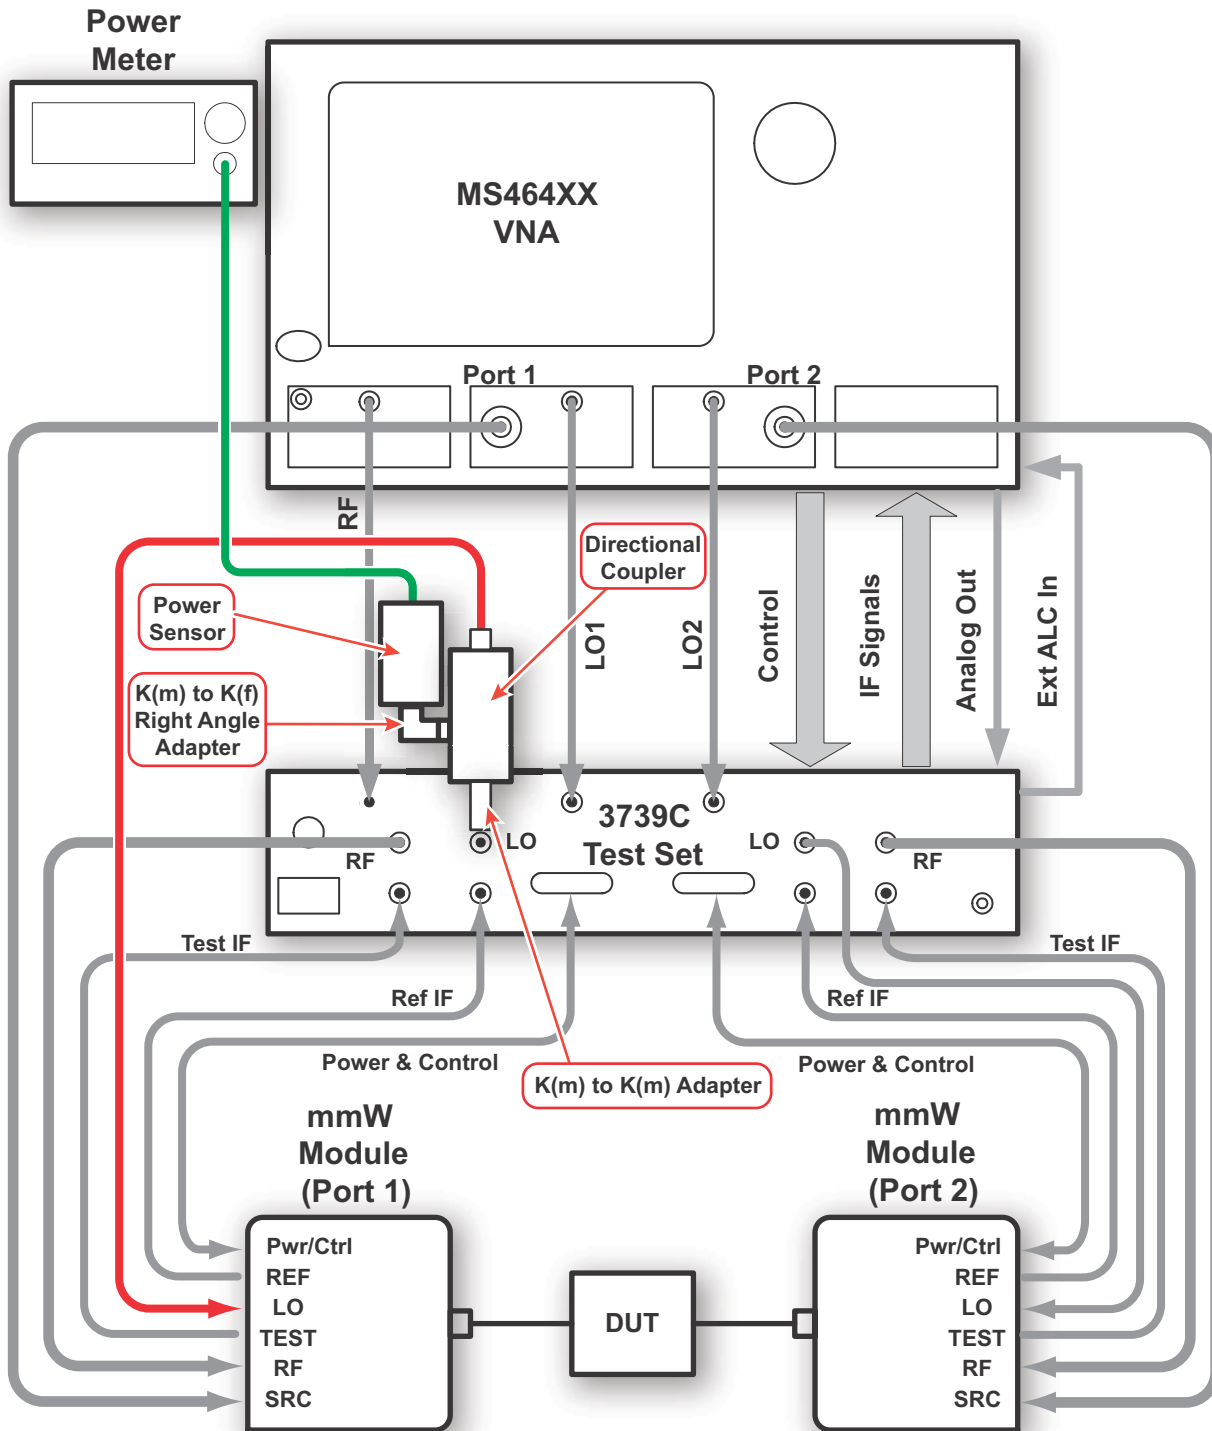 Power
Meter
MS464XX
VNA
Port 1
Port 2
RF
Directional
Coupler
Power
Sensor
LO1
LO2
Control
IF Signals
Analog Out
Ext ALC In
K(m) to K(f)
Right Angle
Adapter
3739C
Test Set
LO
LO
RF
RF
Test IF
Test IF
Ref IF
Ref IF
Power & Control
Power & Control
K(m) to K(m) Adapter
mmW
Module
(Port 1)
mmW
Module
(Port 2)
Pwr/Ctrl
REF
LO
TEST
RF
SRC
DUT
Pwr/Ctrl
REF
LO
TEST
RF
SRC